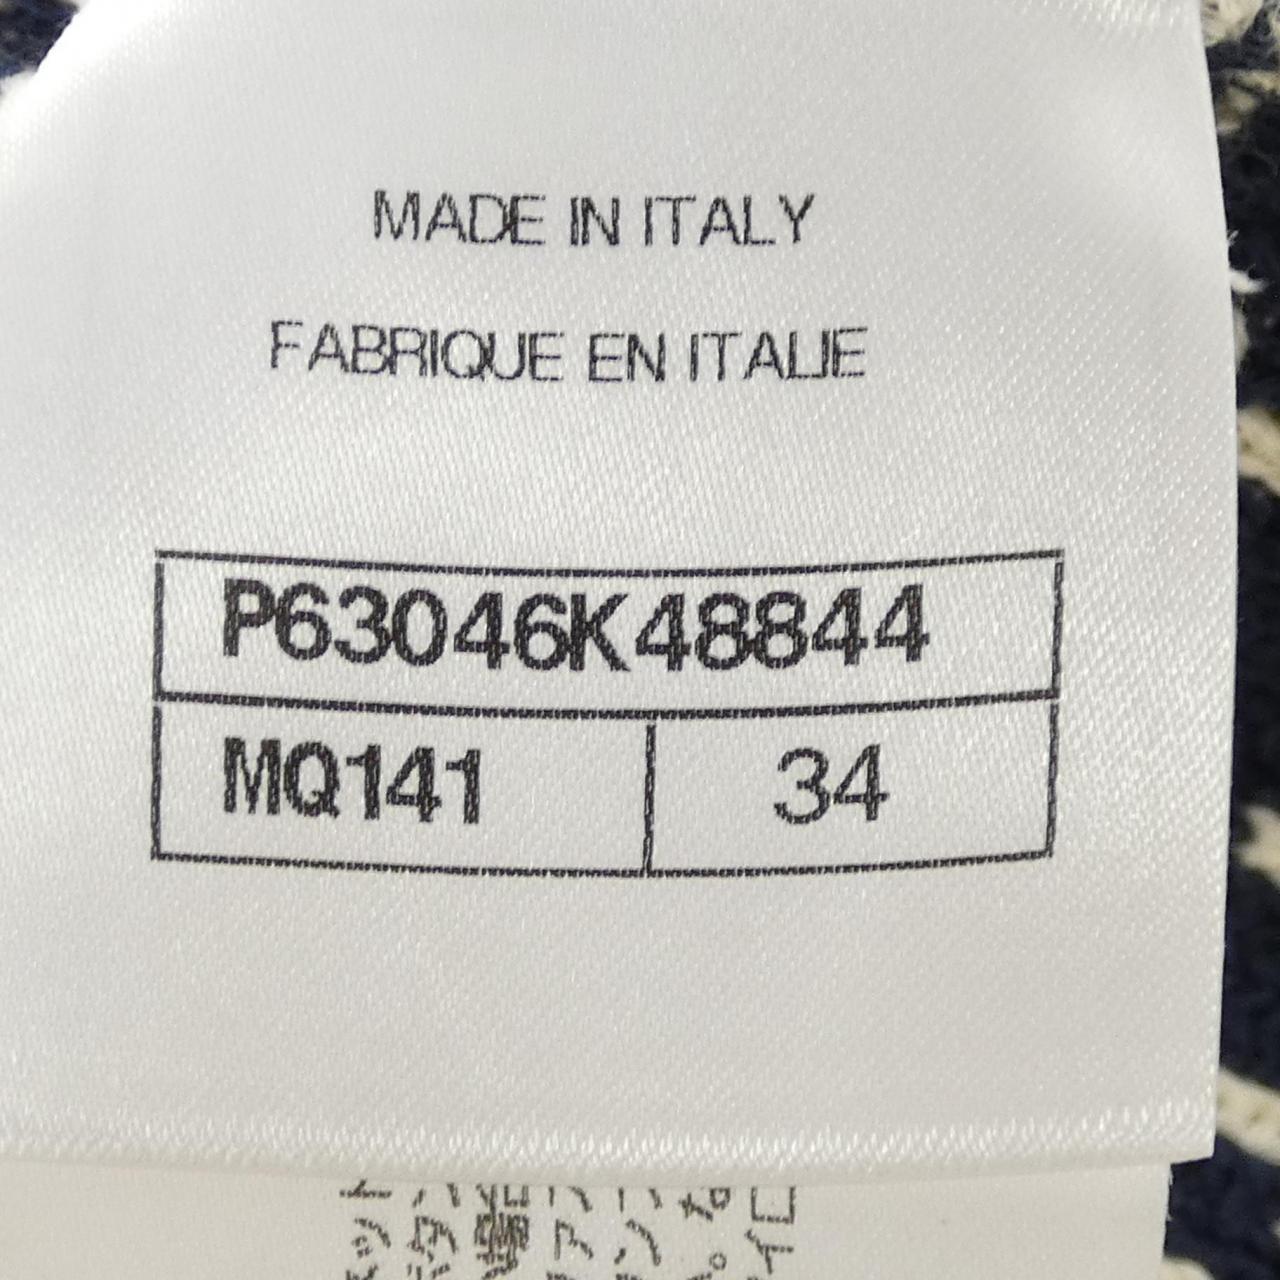 MADE IN ITALY
FABRIQUE EN ITALIE
P63046K48844
MQ141 34